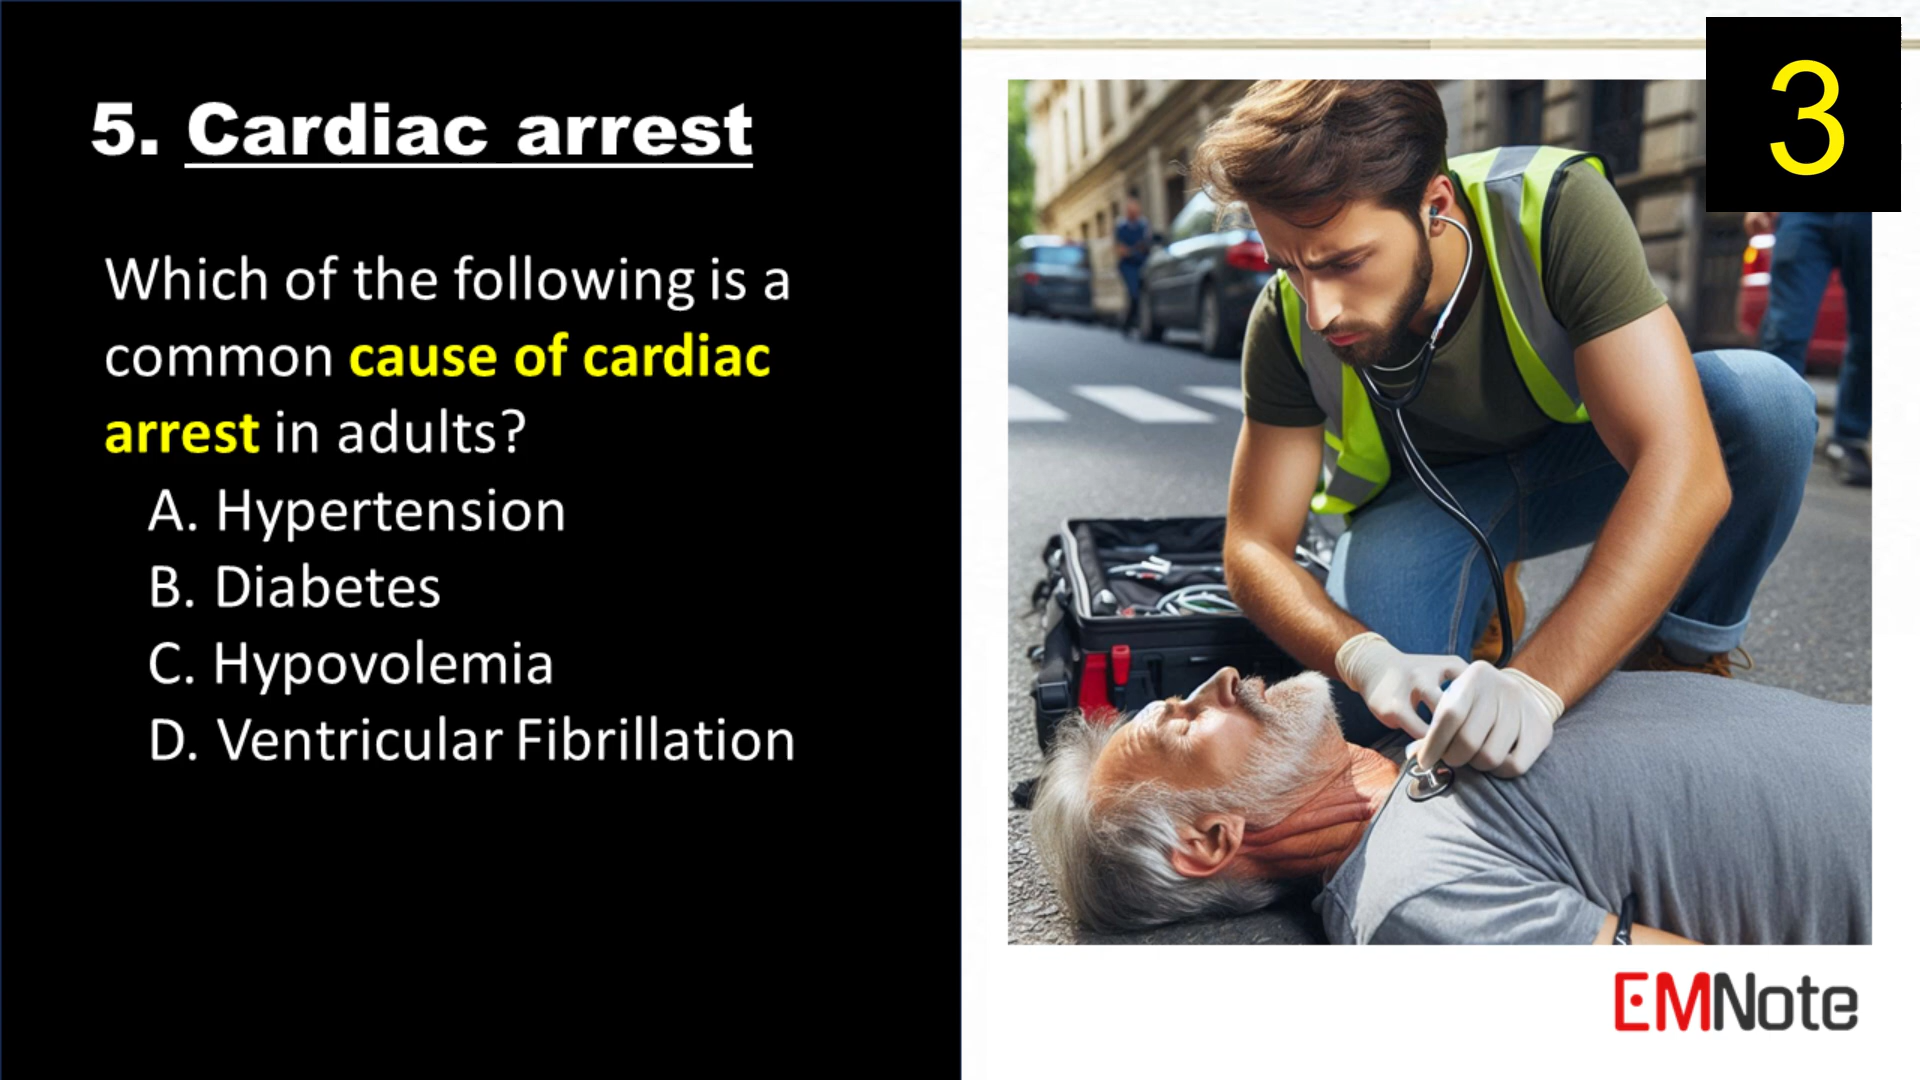 5. Cardiac arrest
3
Which of the following is a
common cause of cardiac
arrest in adults?
A. Hypertension
B. Diabetes
C. Hypovolemia
D. Ventricular Fibrillation
EMNote